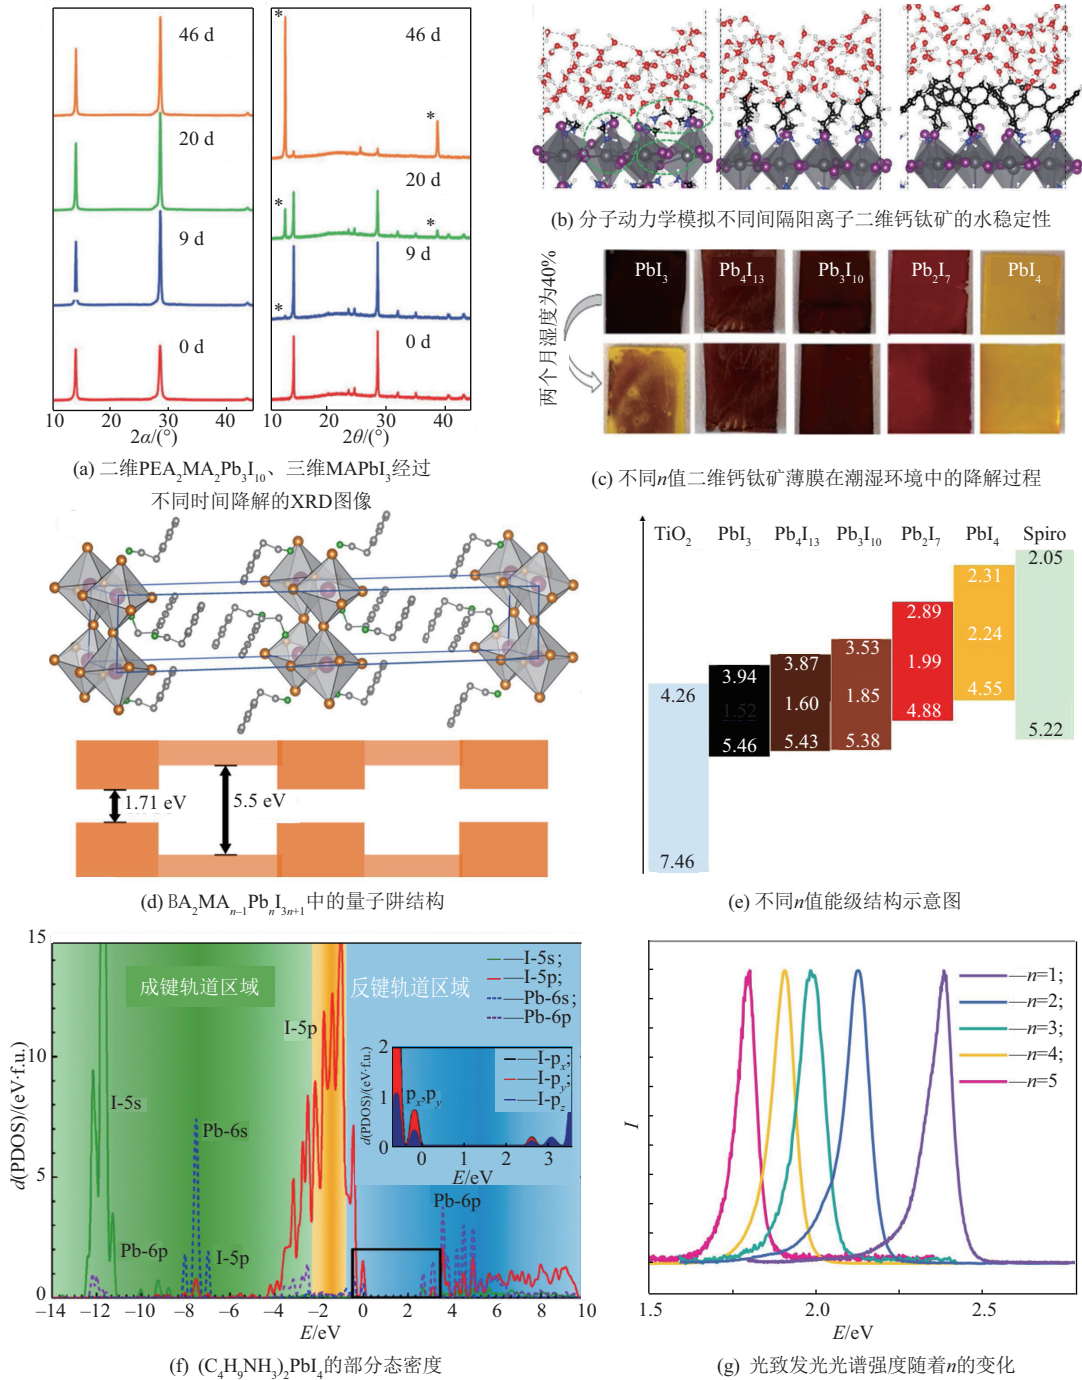 46 d
20 d
9 d
0 d
10 20 30 40
2α/(°)
*
46 d
*
20 d
*
*
9 d
*
0 d
10 20 30 40
2θ/(°)
(a) 二维PEA₂MA₂Pb₃I₁₀、三维MAPbI₃经过
不同时间降解的XRD图像
(b) 分子动力学模拟不同间隔阳离子二维钙钛矿的水稳定性
两个月湿度为40%
PbI₃ Pb₄I₁₃ Pb₃I₁₀ Pb₂I₇ PbI₄
(c) 不同n值二维钙钛矿薄膜在潮湿环境中的降解过程
1.71 eV
5.5 eV
(d) BA₂MAₙ₋₁PbₙI₃ₙ₊₁中的量子阱结构
TiO₂ PbI₃ Pb₄I₁₃ Pb₃I₁₀ Pb₂I₇ PbI₄ Spiro
4.26
7.46
3.94
1.52
5.46
3.87
1.60
5.43
3.53
1.85
5.38
2.89
1.99
4.88
2.31
2.24
4.55
2.05
5.22
(e) 不同n值能级结构示意图
d(PDOS)/(eV·f.u.)
15
10
5
0
成键轨道区域
反键轨道区域
—I-5s;
—I-5p;
—Pb-6s;
—Pb-6p
I-5p
I-5s
Pb-6s
Pb-6p
I-5p
Pb-6p
d(PDOS)/(eV·f.u.)
2
1
0
pₓ,p_y
—I-pₓ;
—I-p_y;
—I-p_z
0 2 3
E/eV
−14 −12 −10 −8 −6 −4 −2 0 2 4 6 8 10
E/eV
(f) (C₄H₉NH₃)₂PbI₄的部分态密度
I
—n=1;
—n=2;
—n=3;
—n=4;
—n=5
1.5 2.0 2.5
E/eV
(g) 光致发光光谱强度随着n的变化